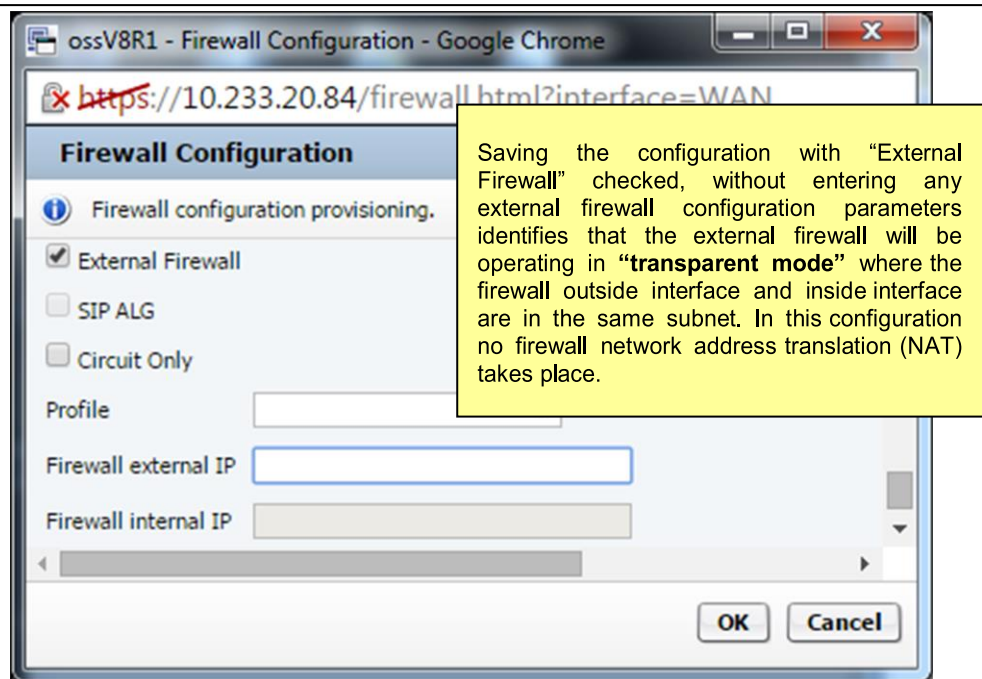 ossV8R1 - Firewall Configuration - Google Chrome
https://10.233.20.84/firewall.html?interface=WAN
Firewall Configuration
Firewall configuration provisioning.
External Firewall
SIP ALG
Circuit Only
Profile
Firewall external IP
Firewall internal IP
OK
Cancel
Saving the configuration with “External
Firewall” checked, without entering any
external firewall configuration parameters
identifies that the external firewall will be
operating in “transparent mode” where the
firewall outside interface and inside interface
are in the same subnet. In this configuration
no firewall network address translation (NAT)
takes place.